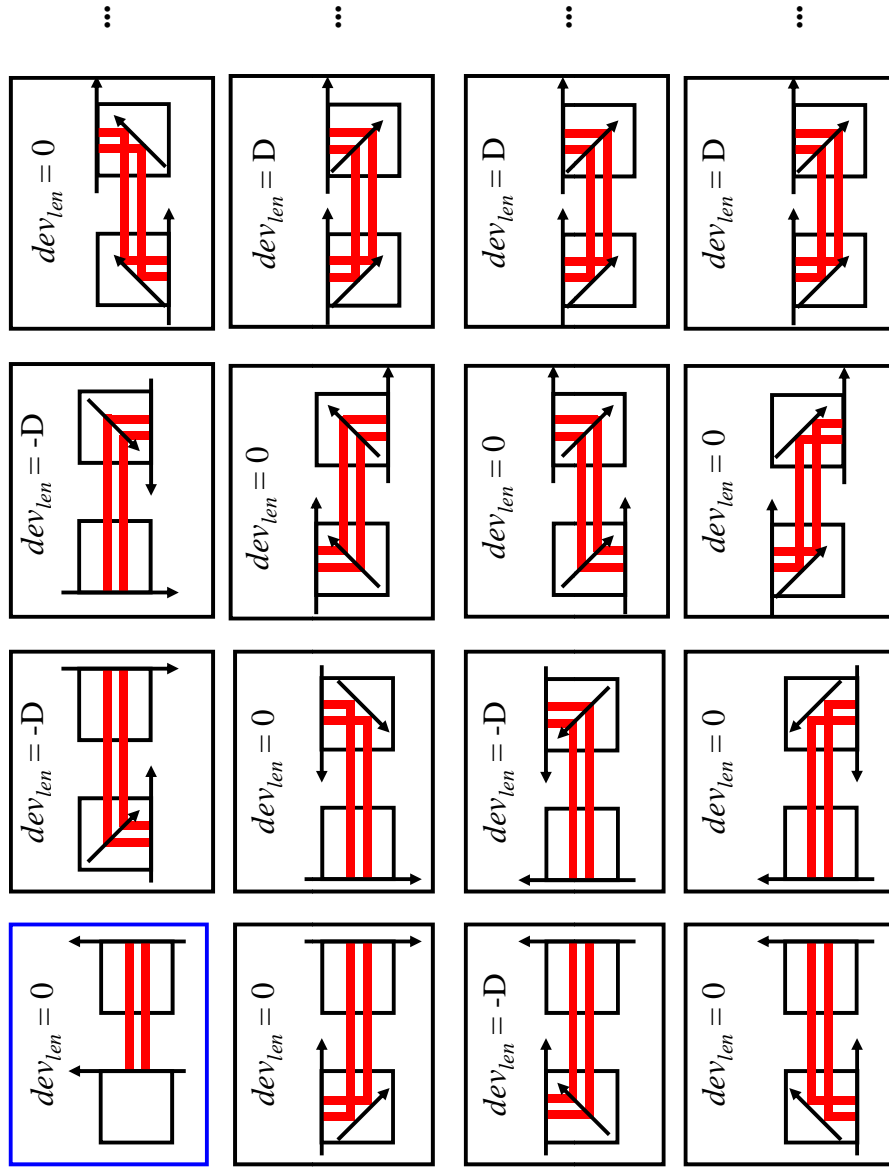 dev_len = 0
dev_len = -D
dev_len = -D
dev_len = 0
...
dev_len = 0
dev_len = 0
dev_len = 0
dev_len = D
...
dev_len = -D
dev_len = -D
dev_len = 0
dev_len = D
...
dev_len = 0
dev_len = 0
dev_len = 0
dev_len = D
...